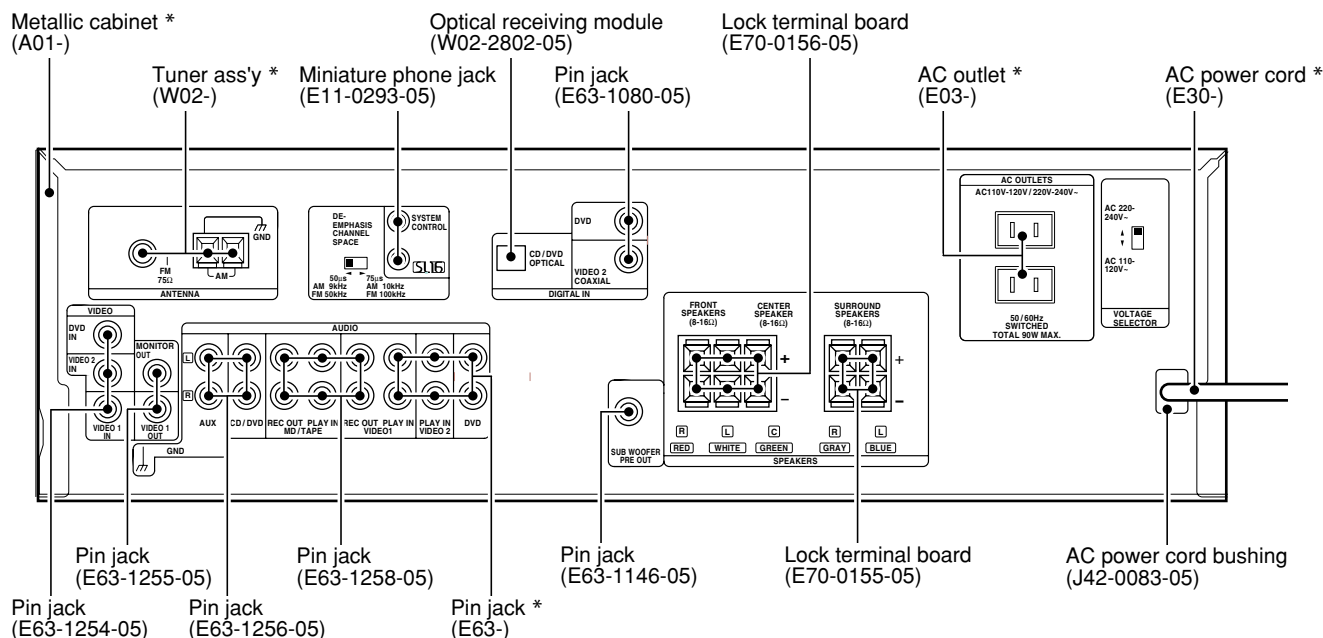 Metallic cabinet *
(A01-)
Optical receiving module
(W02-2802-05)
Lock terminal board
(E70-0156-05)
Tuner ass'y *
(W02-)
Miniature phone jack
(E11-0293-05)
Pin jack
(E63-1080-05)
AC outlet *
(E03-)
AC power cord *
(E30-)
GND
FM
75Ω
AM
ANTENNA
DE-
EMPHASIS
CHANNEL
SPACE
SYSTEM
CONTROL
SL16
50µs 75µs
AM 9kHz AM 10kHz
FM 50kHz FM 100kHz
DVD
CD/DVD
OPTICAL
VIDEO 2
COAXIAL
DIGITAL IN
AC OUTLETS
AC110V-120V/220V-240V~
50/60Hz
SWITCHED
TOTAL 90W MAX.
AC 220-
240V~
AC 110-
120V~
VOLTAGE
SELECTOR
VIDEO
DVD
IN
VIDEO 2
IN
MONITOR
OUT
VIDEO 1
IN
VIDEO 1
OUT
GND
AUDIO
L
R
AUX
CD/DVD
REC OUT PLAY IN
MD/TAPE
REC OUT PLAY IN
VIDEO1
PLAY IN
VIDEO 2
DVD
SUB WOOFER
PRE OUT
FRONT
SPEAKERS
(8-16Ω)
CENTER
SPEAKER
(8-16Ω)
SURROUND
SPEAKERS
(8-16Ω)
+
–
+
–
R L C R L
RED WHITE GREEN GRAY BLUE
SPEAKERS
Pin jack
(E63-1255-05)
Pin jack
(E63-1258-05)
Pin jack
(E63-1146-05)
Lock terminal board
(E70-0155-05)
AC power cord bushing
(J42-0083-05)
Pin jack
(E63-1254-05)
Pin jack
(E63-1256-05)
Pin jack *
(E63-)